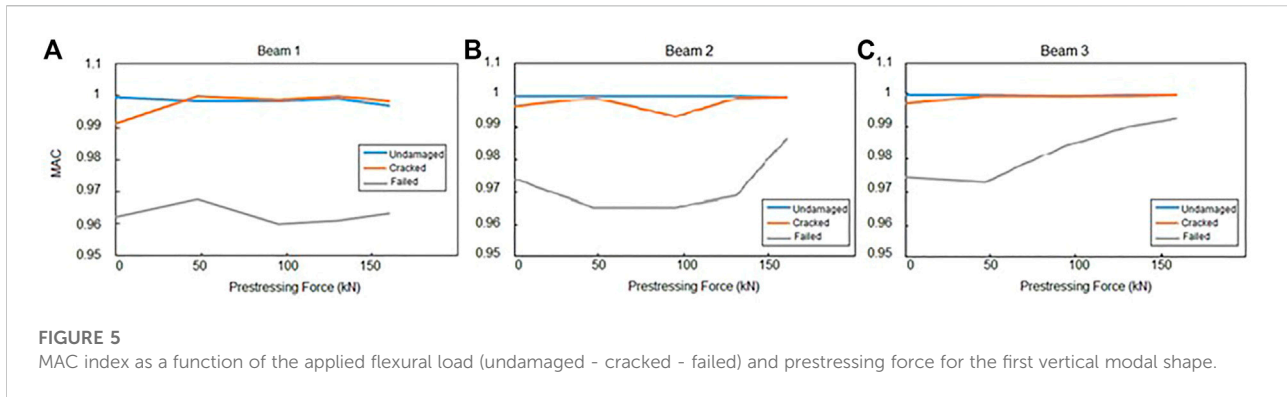 A
Beam 1
1.1
1
0.99
0.98
0.97
0.96
0.95
MAC
0
50
100
150
Prestressing Force (kN)
Undamaged
Cracked
Failed
B
Beam 2
1.1
1
0.99
0.98
0.97
0.96
0.95
0
50
100
150
Prestressing Force (kN)
Undamaged
Cracked
Failed
C
Beam 3
1.1
1
0.99
0.98
0.97
0.96
0.95
0
50
100
150
Prestressing Force (kN)
Undamaged
Cracked
Failed
FIGURE 5
MAC index as a function of the applied flexural load (undamaged - cracked - failed) and prestressing force for the first vertical modal shape.